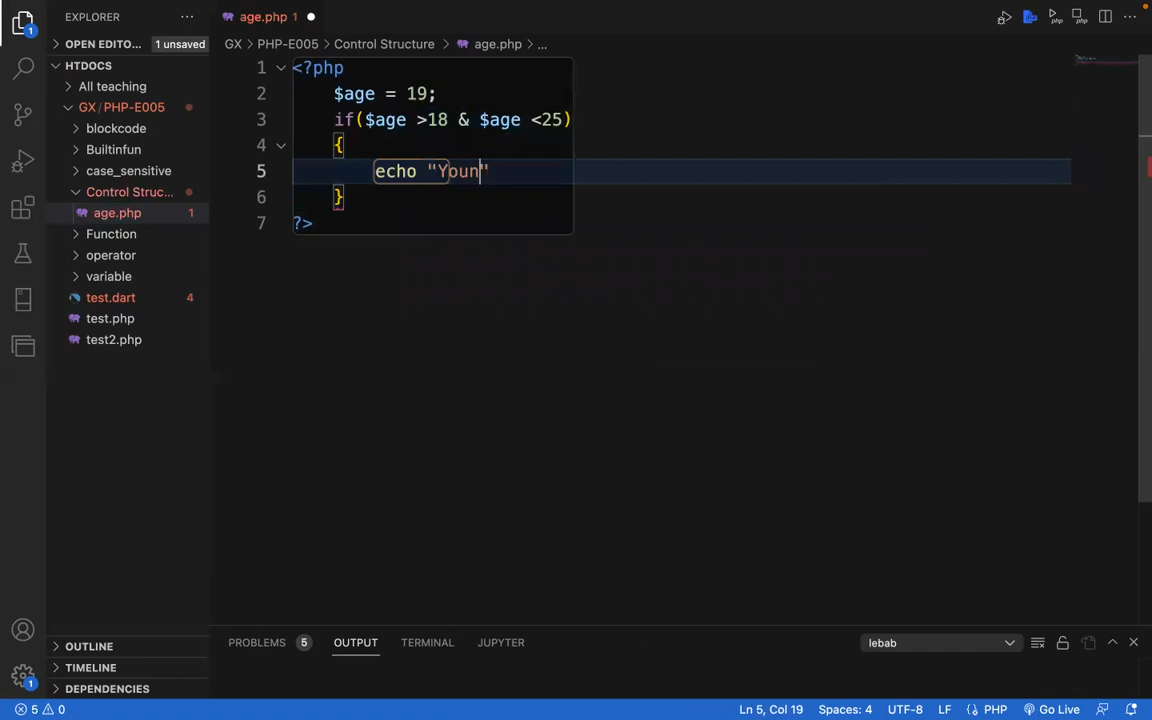 1
EXPLORER
OPEN EDITO...
1 unsaved
HTDOCS
All teaching
GX / PHP-E005
blockcode
Builtinfun
case_sensitive
Control Struc...
age.php 1
Function
operator
variable
test.dart 4
test.php
test2.php
OUTLINE
TIMELINE
DEPENDENCIES
1
age.php 1
php
php
GX > PHP-E005 > Control Structure > age.php > ...
1 <?php
2 $age = 19;
3 if($age >18 & $age <25)
4 {
5 echo "Youn"
6 }
7 ?>
PROBLEMS 5 OUTPUT TERMINAL JUPYTER
lebab
5 0
Ln 5, Col 19 Spaces: 4 UTF-8 LF {} PHP Go Live